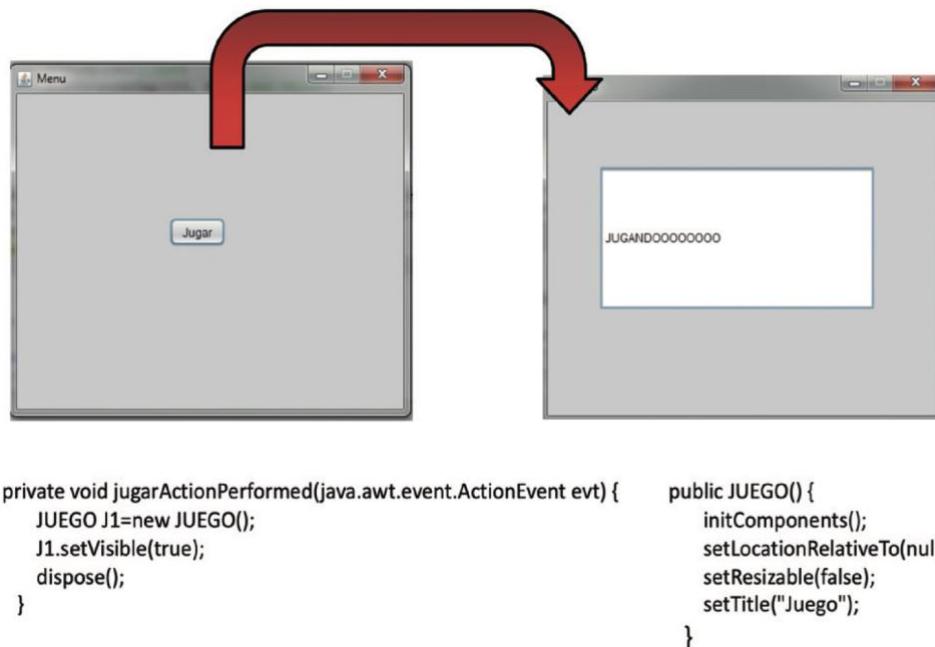 Menu
Jugar
JUGANDOOOOOOOO
private void jugarActionPerformed(java.awt.event.ActionEvent evt) {
JUEGO J1=new JUEGO();
J1.setVisible(true);
dispose();
}
public JUEGO() {
initComponents();
setLocationRelativeTo(nul
setResizable(false);
setTitle("Juego");
}